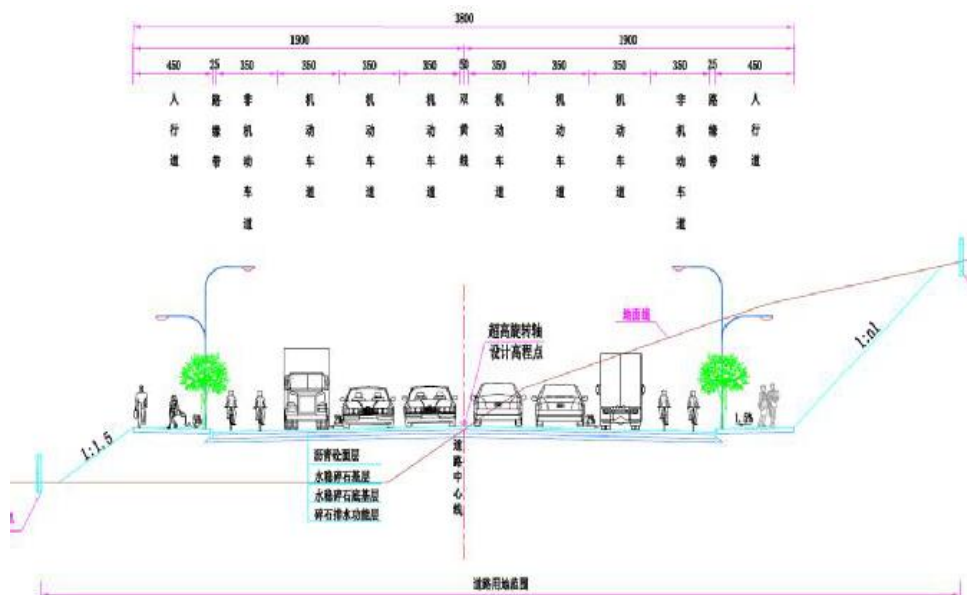 3800
1900 1900
450 25 350 350 350 350 50 350 350 350 350 25 450
人行道
路缘带
非机动车道
机动车道
机动车道
机动车道
双黄线
机动车道
机动车道
机动车道
非机动车道
路缘带
人行道
超高旋转轴
设计高程点
地面线
1:n1
1:1.5
1.5%
沥青砼面层
水稳碎石基层
水稳碎石底基层
碎石排水功能层
道路中心线
道路用地范围